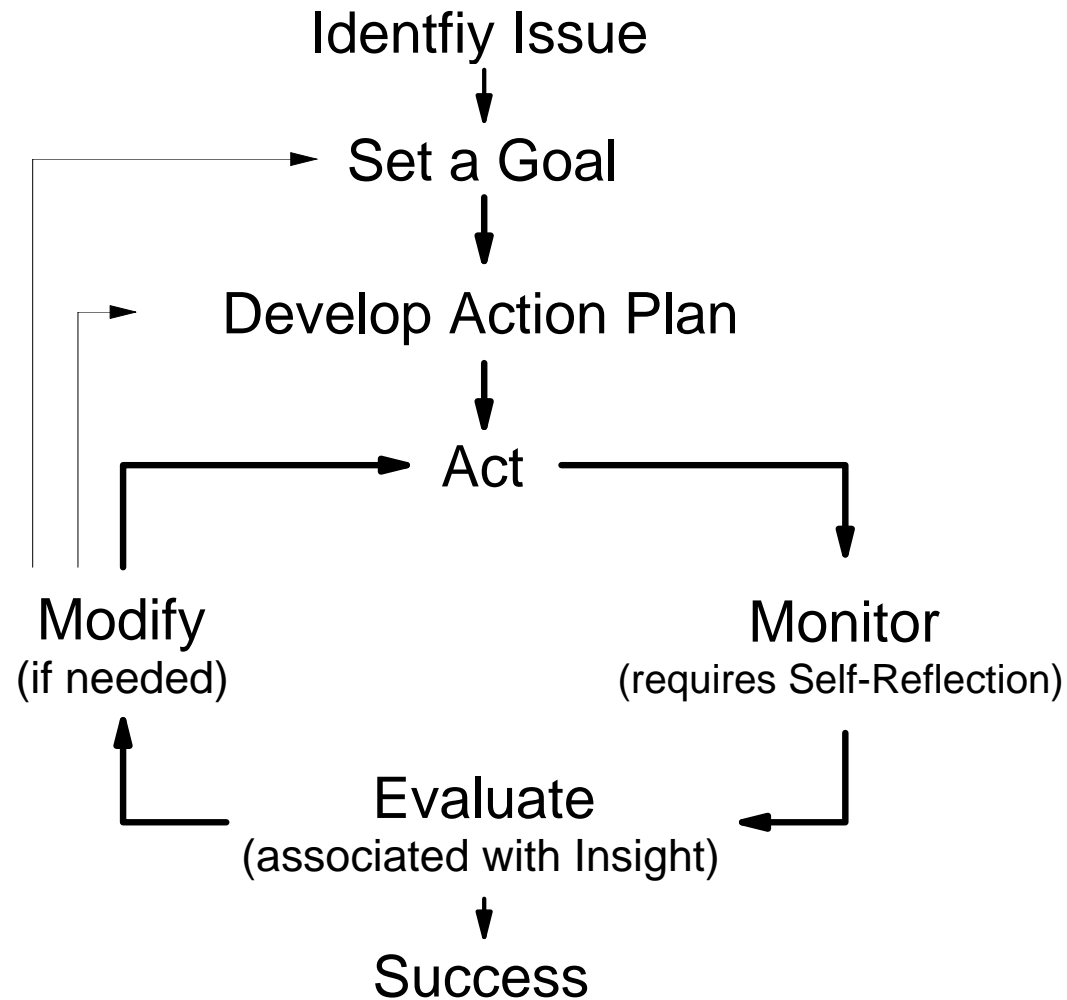 Identfiy Issue
Set a Goal
Develop Action Plan
Act
Modify
(if needed)
Monitor
(requires Self-Reflection)
Evaluate
(associated with Insight)
Success